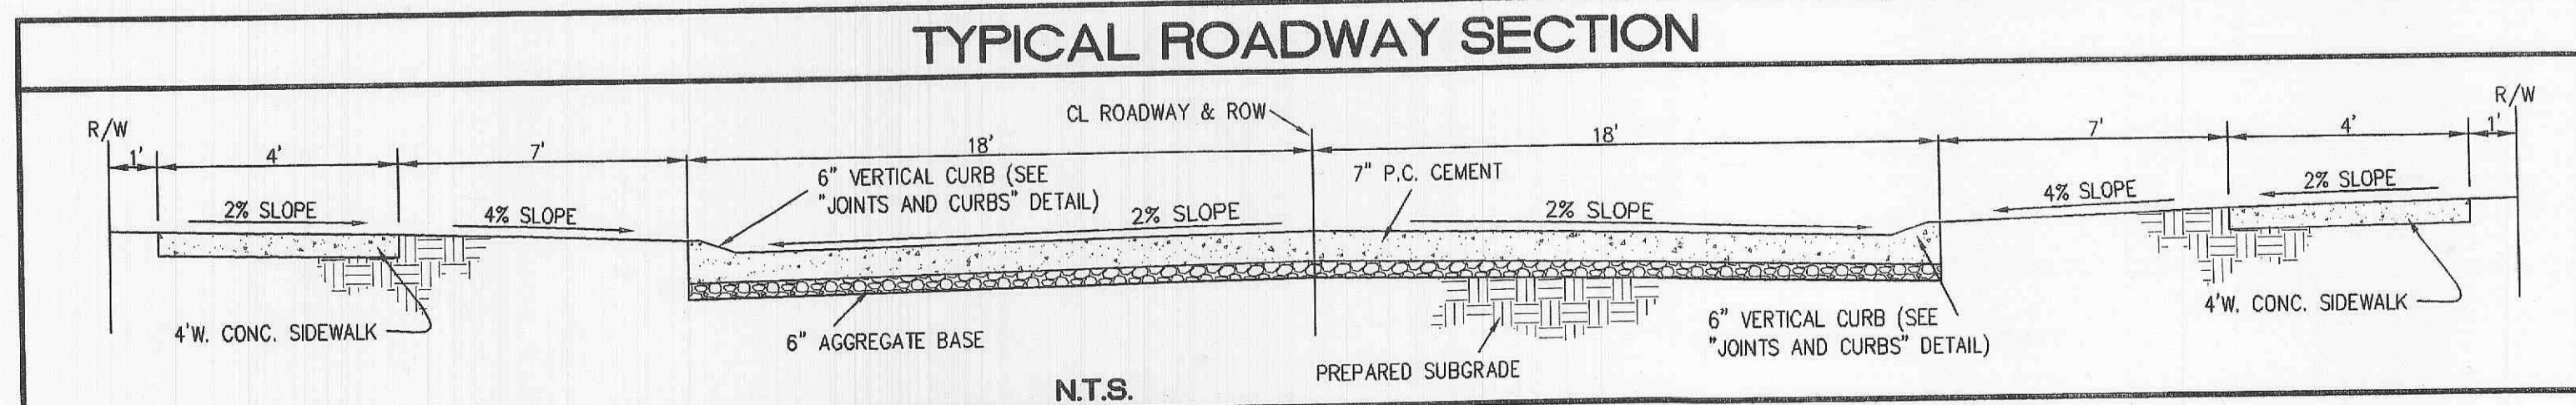 TYPICAL ROADWAY SECTION
R/W
CL ROADWAY & ROW
R/W
1'
4'
7'
18'
18'
7'
4'
1'
6" VERTICAL CURB (SEE
"JOINTS AND CURBS" DETAIL)
7" P.C. CEMENT
2% SLOPE
4% SLOPE
2% SLOPE
2% SLOPE
4% SLOPE
2% SLOPE
4'W. CONC. SIDEWALK
6" AGGREGATE BASE
PREPARED SUBGRADE
6" VERTICAL CURB (SEE
"JOINTS AND CURBS" DETAIL)
4'W. CONC. SIDEWALK
N.T.S.